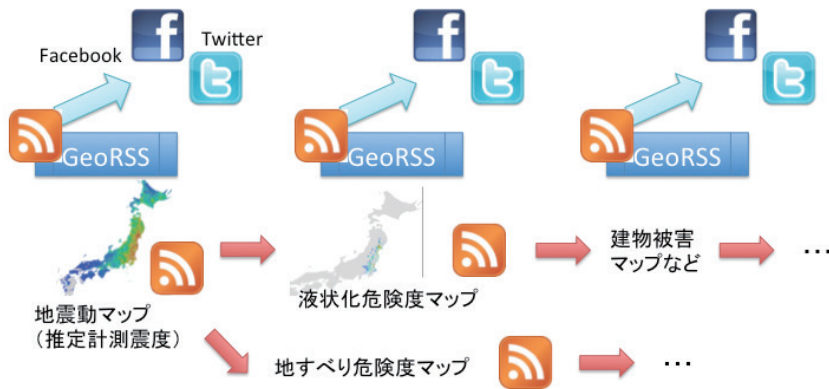 Facebook
Twitter
GeoRSS
GeoRSS
GeoRSS
地震動マップ
（推定計測震度）
液状化危険度マップ
建物被害
マップなど
…
地すべり危険度マップ
…